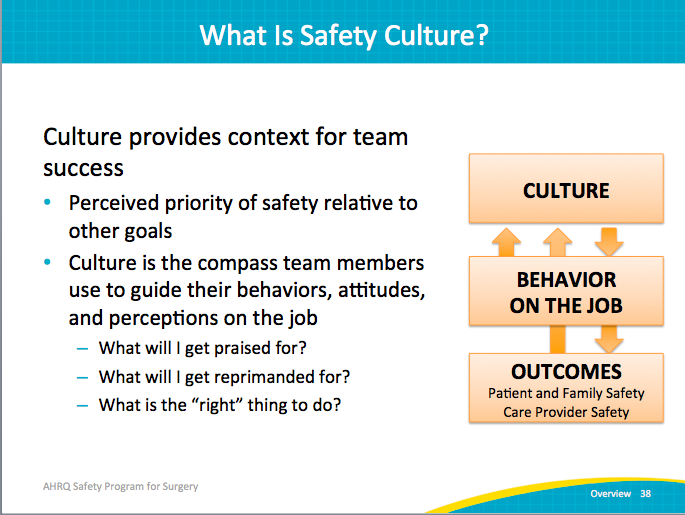 What Is Safety Culture?
Culture provides context for team
success
• Perceived priority of safety relative to
other goals
• Culture is the compass team members
use to guide their behaviors, attitudes,
and perceptions on the job
– What will I get praised for?
– What will I get reprimanded for?
– What is the “right” thing to do?
CULTURE
BEHAVIOR
ON THE JOB
OUTCOMES
Patient and Family Safety
Care Provider Safety
AHRQ Safety Program for Surgery
Overview 38